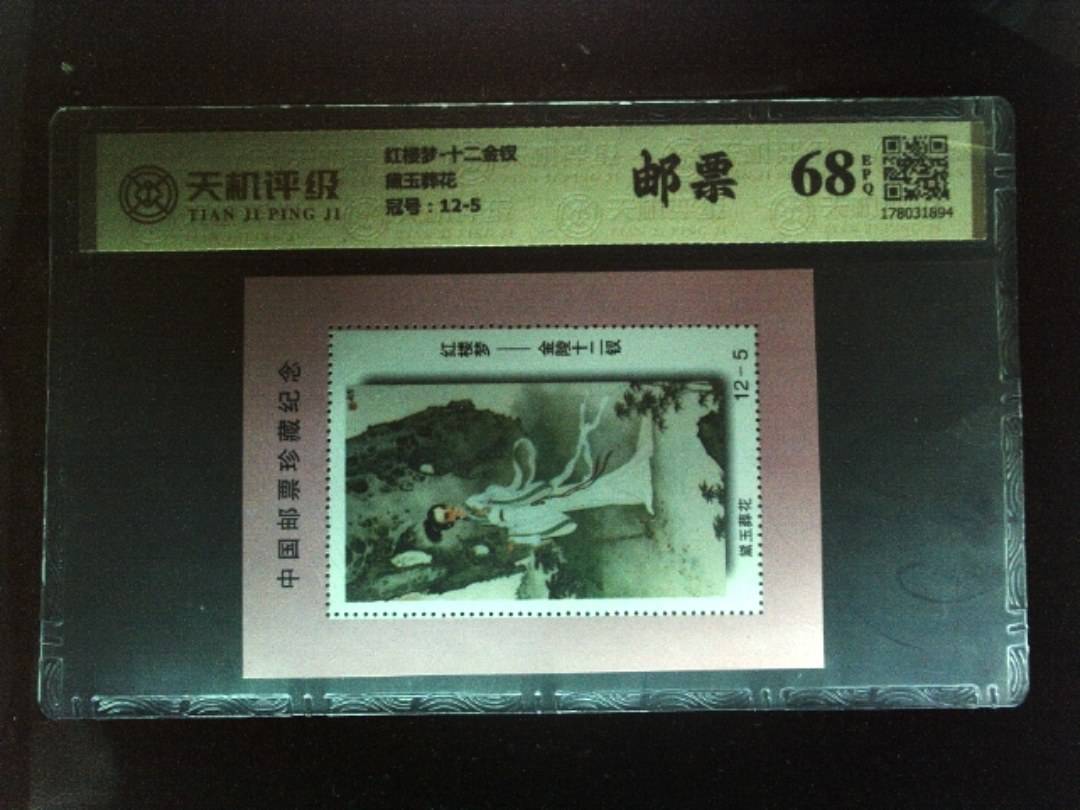 天机评级
TIAN JI PING JI
红楼梦-十二金钗
黛玉葬花
冠号：12-5
邮票
68
EPQ
178031894
中国邮票珍藏纪念
红楼梦——金陵十二钗
12-5
黛玉葬花